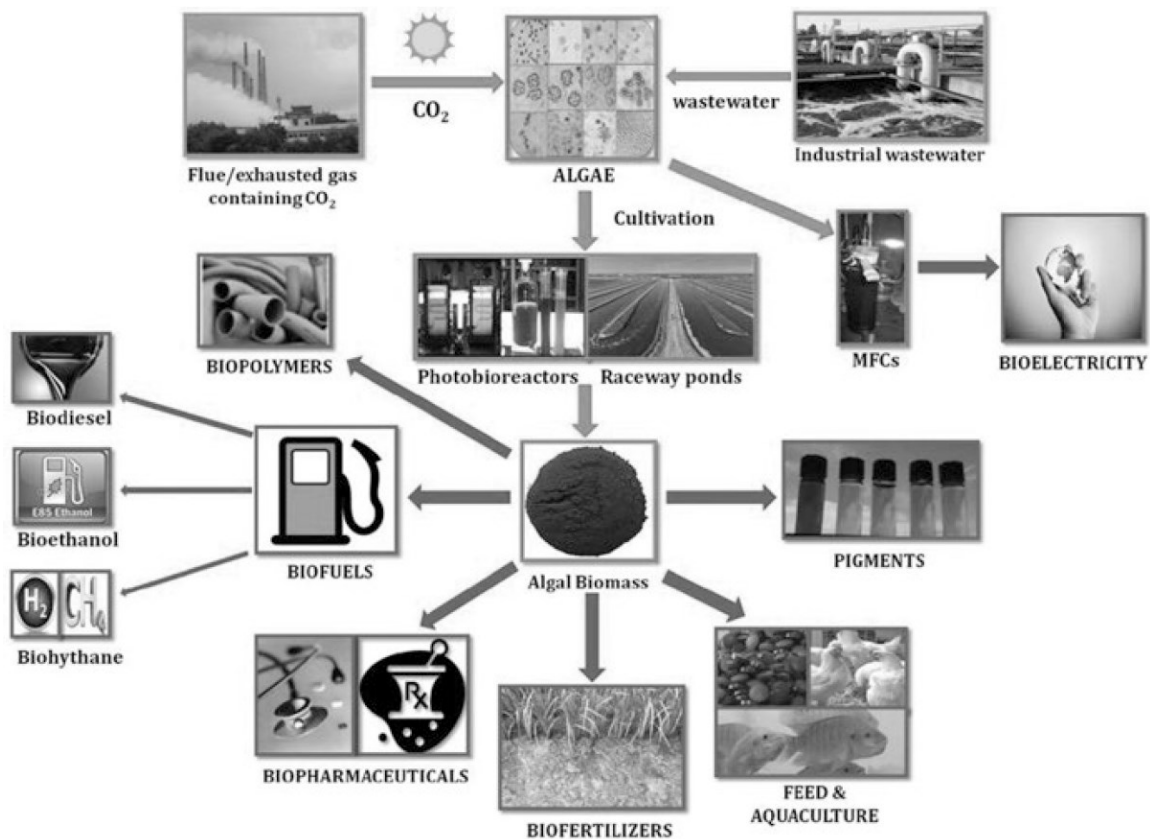 CO₂
wastewater
Flue/exhausted gas
containing CO₂
ALGAE
Industrial wastewater
Cultivation
BIOPOLYMERS
Photobioreactors
Raceway ponds
MFCs
BIOELECTRICITY
Biodiesel
E85 Ethanol
Bioethanol
BIOFUELS
Algal Biomass
PIGMENTS
H₂
CH₄
Biohythane
Rx
BIOPHARMACEUTICALS
BIOFERTILIZERS
FEED &
AQUACULTURE